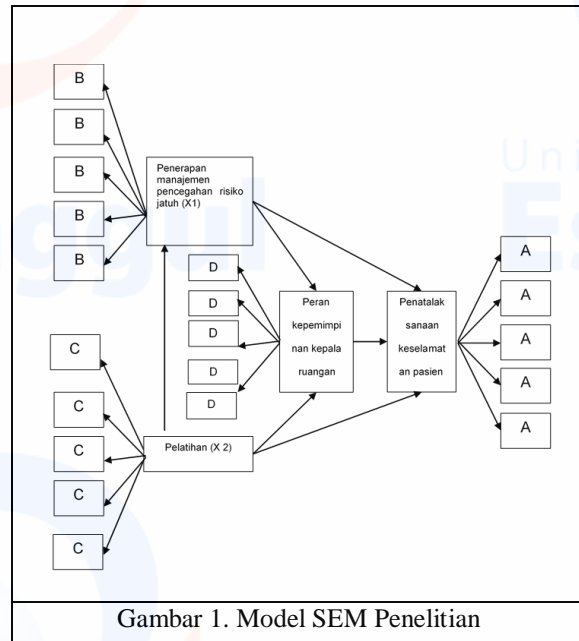 B
B
B
B
B
Penerapan
manajemen
pencegahan risiko
jatuh (X1)
D
D
D
D
D
Peran
kepemimpi
nan kepala
ruangan
Penatalak
sanaan
keselamat
an pasien
A
A
A
A
A
C
C
C
C
C
Pelatihan (X 2)
Gambar 1. Model SEM Penelitian